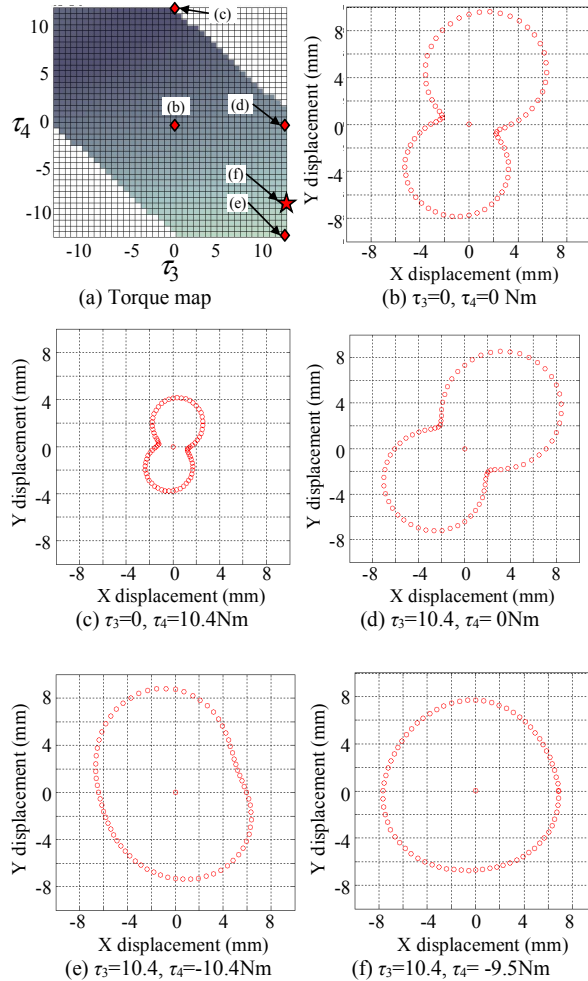 10
5
0
-5
-10
τ4
-10 -5 0 5 10
τ3
(c)
(b)
(d)
(f)
(e)
(a) Torque map
8
4
0
-4
-8
Y displacement (mm)
-8 -4 0 4 8
X displacement (mm)
(b) τ3=0, τ4=0 Nm
8
4
0
-4
-8
Y displacement (mm)
-8 -4 0 4 8
X displacement (mm)
(c) τ3=0, τ4=10.4Nm
8
4
0
-4
-8
Y displacement (mm)
-8 -4 0 4 8
X displacement (mm)
(d) τ3=10.4, τ4= 0Nm
8
4
0
-4
-8
Y displacement (mm)
-8 -4 0 4 8
X displacement (mm)
(e) τ3=10.4, τ4=-10.4Nm
8
4
0
-4
-8
Y displacement (mm)
-8 -4 0 4 8
X displacement (mm)
(f) τ3=10.4, τ4= -9.5Nm